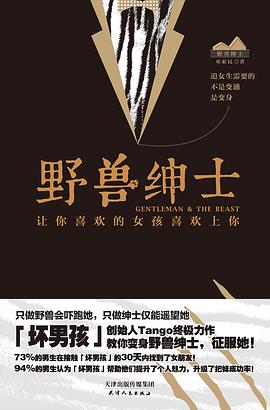 野兽绅士
崔家民◎著
追女生需要的
不是变通
是变身
野兽绅士
GENTLEMAN & THE BEAST
让你喜欢的女孩喜欢上你
只做野兽会吓跑她,只做绅士仅能遥望她
「坏男孩」创始人Tango终极力作
教你变身野兽绅士,征服她!
73%的男生在接触「坏男孩」的30天内找到了女朋友!
94%的男生认为「坏男孩」帮助他们提升了个人魅力,升级了把妹成功率!
天津出版传媒集团
天津人民出版社